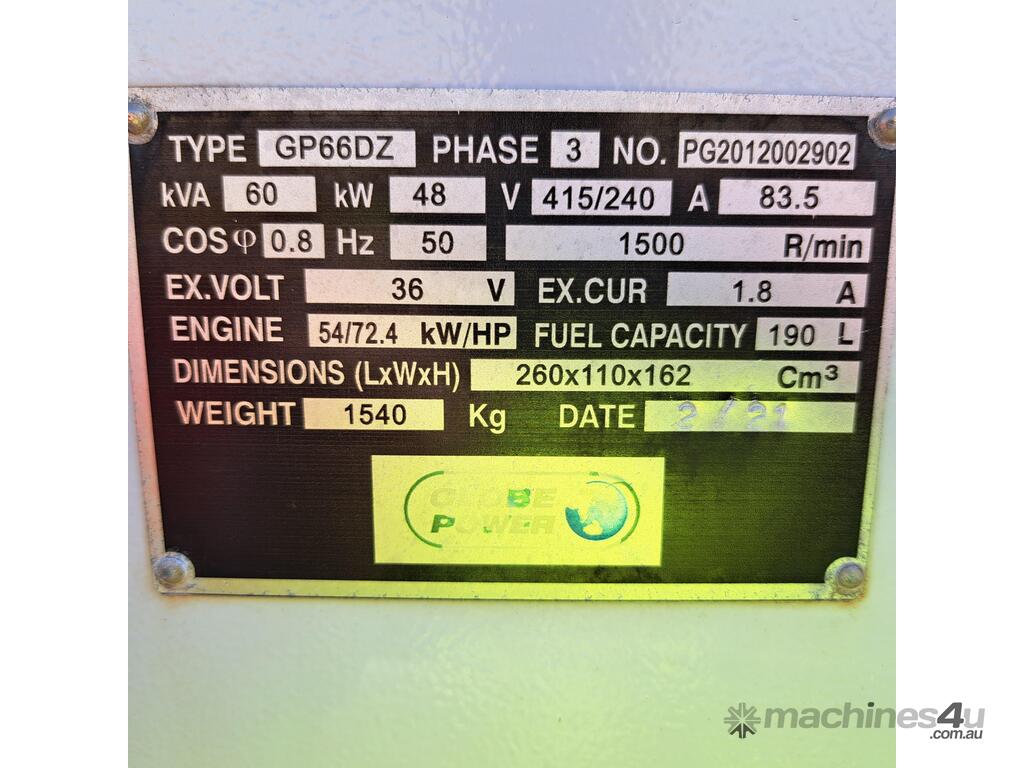 TYPE GP66DZ PHASE 3 NO. PG2012002902
kVA 60 kW 48 V 415/240 A 83.5
COS φ 0.8 Hz 50 1500 R/min
EX.VOLT 36 V EX.CUR 1.8 A
ENGINE 54/72.4 kW/HP FUEL CAPACITY 190 L
DIMENSIONS (LxWxH) 260x110x162 Cm³
WEIGHT 1540 Kg DATE 2/21
GLOBE
POWER
machines4u
.com.au